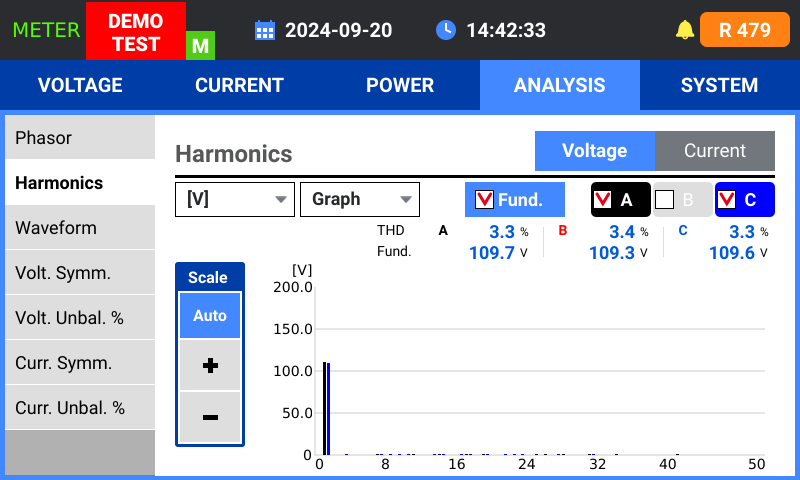 METER DEMO TEST M 2024-09-20 14:42:33 R 479
VOLTAGE CURRENT POWER ANALYSIS SYSTEM
Phasor
Harmonics
Waveform
Volt. Symm.
Volt. Unbal. %
Curr. Symm.
Curr. Unbal. %
Harmonics Voltage Current
[V] Graph Fund. A B C
THD A 3.3 % B 3.4 % C 3.3 %
Fund. 109.7 V 109.3 V 109.6 V
Scale
Auto
+
−
[V]
200.0
150.0
100.0
50.0
0
0 8 16 24 32 40 50